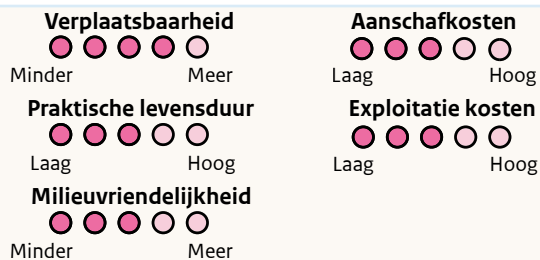 Verplaatsbaarheid
Minder Meer
Praktische levensduur
Laag Hoog
Milieuvriendelijkheid
Minder Meer
Aanschafkosten
Laag Hoog
Exploitatie kosten
Laag Hoog